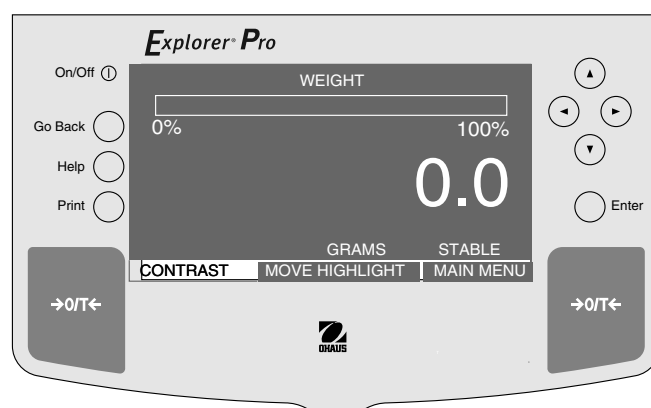 Explorer® Pro
On/Off
WEIGHT
Go Back
0% 100%
Help
0.0
Print
Enter
GRAMS STABLE
CONTRAST MOVE HIGHLIGHT MAIN MENU
→0/T← →0/T←
OHAUS